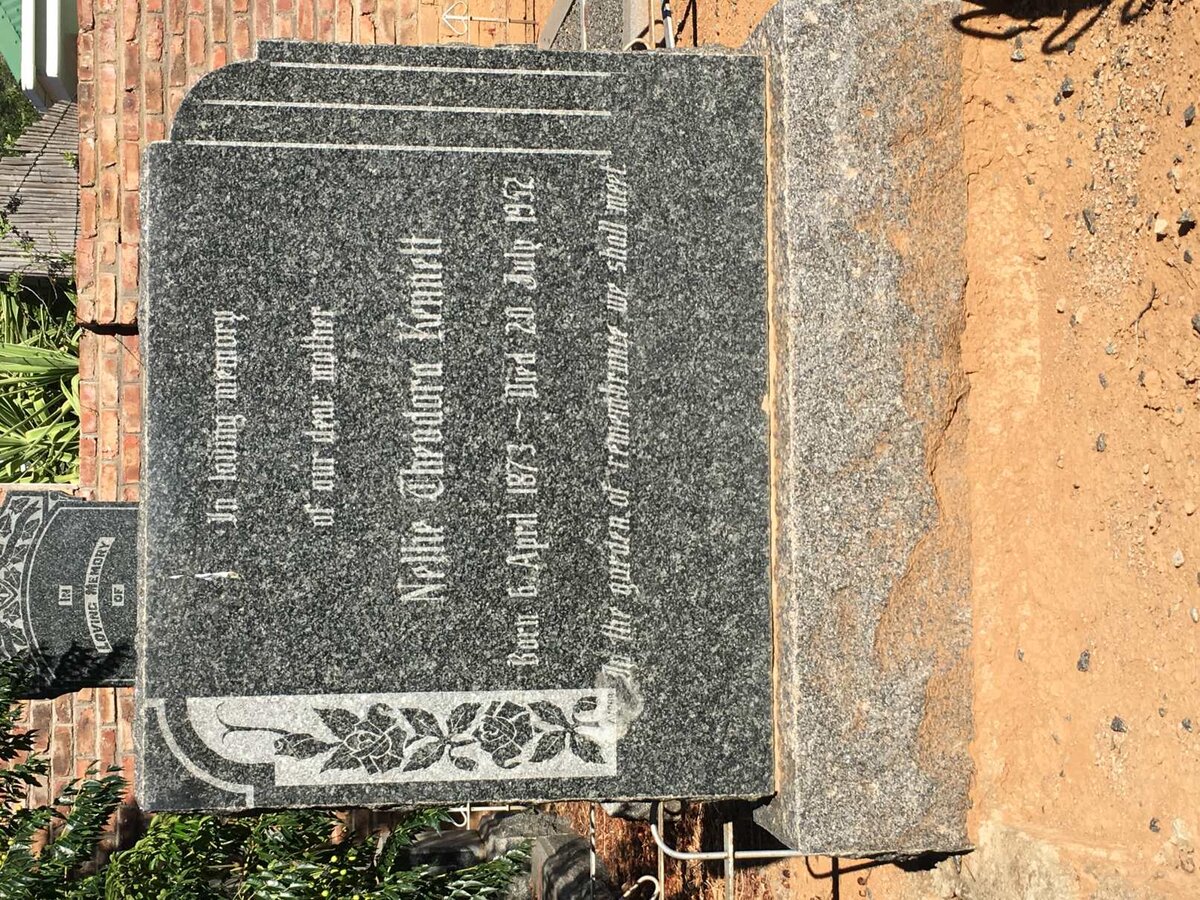 In loving memory
of our dear mother
Nellie Theodora
Born 6 April 1873 ~ Died 20 July 1952
In the garden of remembrance we shall meet
IN
LOVING MEMORY
OF